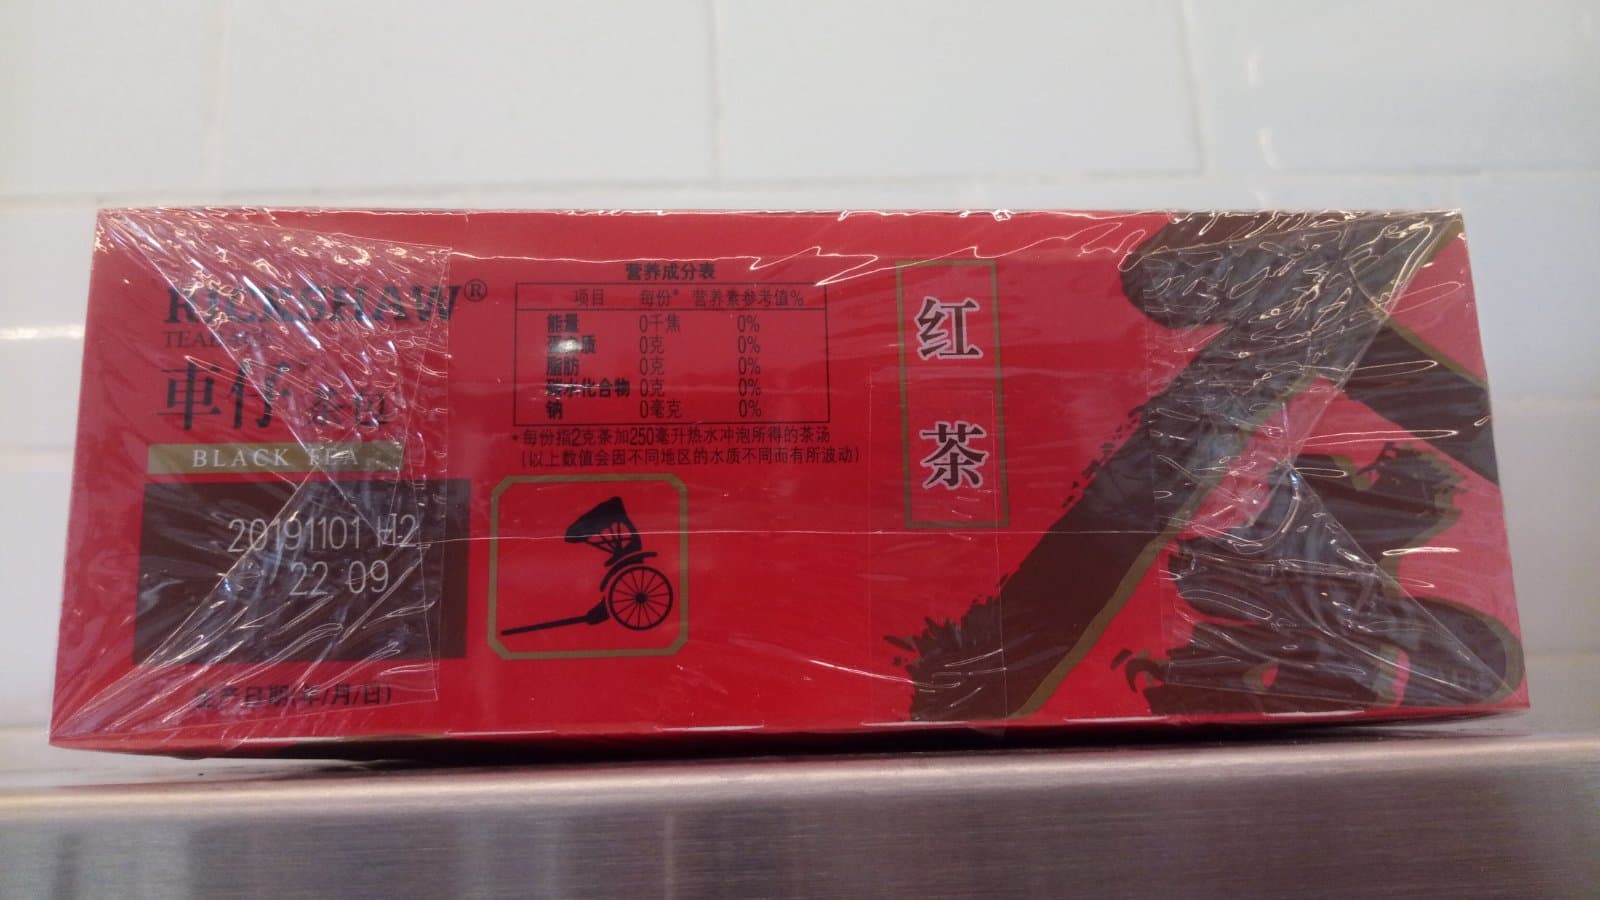 RICKSHAW®
TEABAGS
車仔 茶包
BLACK TEA
20191101 H2
22 09
生产日期(年/月/日)
营养成分表
项目 每份* 营养素参考值%
能量 0千焦 0%
蛋白质 0克 0%
脂肪 0克 0%
碳水化合物 0克 0%
钠 0毫克 0%
*每份指2克茶加250毫升热水冲泡所得的茶汤
(以上数值会因不同地区的水质不同而有所波动)
红茶